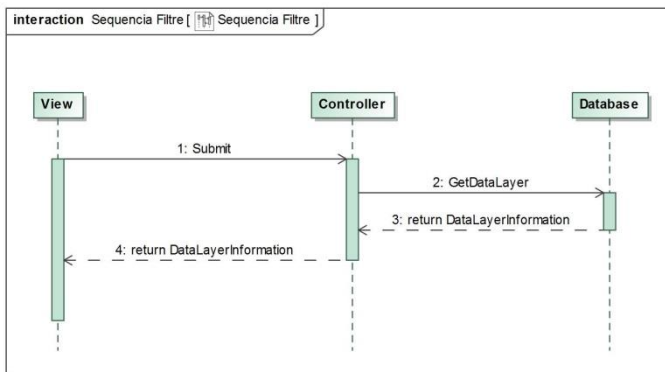 interaction Sequencia Filtre [ Sequencia Filtre ]
View
Controller
Database
1: Submit
2: GetDataLayer
3: return DataLayerInformation
4: return DataLayerInformation